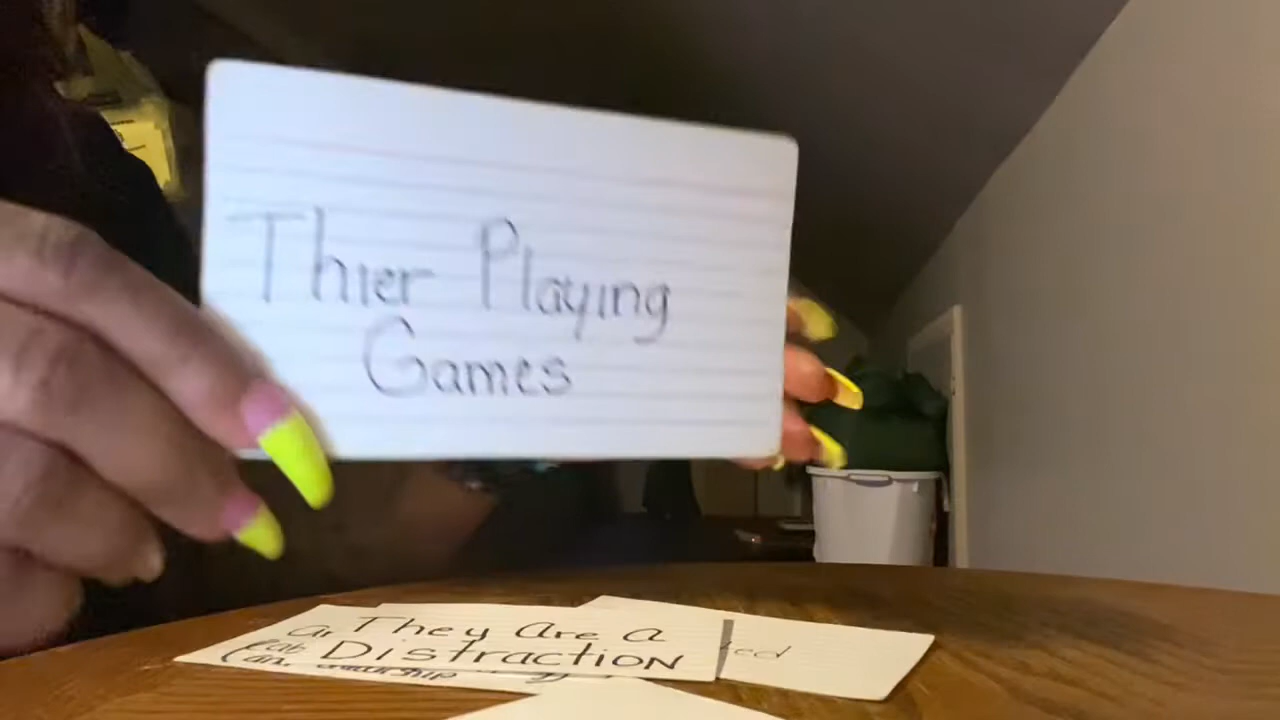 Thier Playing
Games
They Are a
Distraction